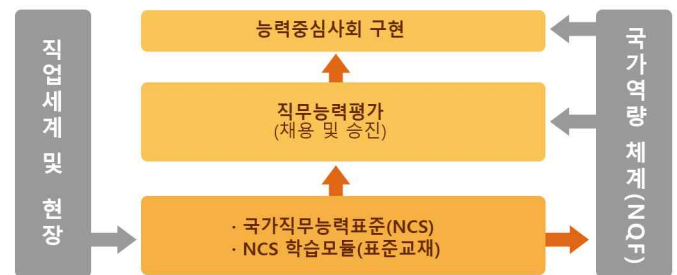 능력중심사회 구현
직업세계 및 현장
국가역량 체계(NQF)
직무능력평가
(채용 및 승진)
· 국가직무능력표준(NCS)
· NCS 학습모듈(표준교재)